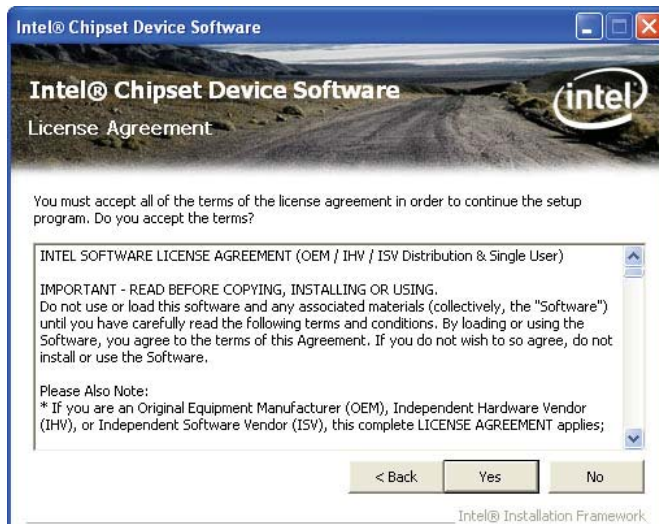 Intel® Chipset Device Software
Intel® Chipset Device Software
License Agreement
intel
You must accept all of the terms of the license agreement in order to continue the setup
program. Do you accept the terms?
INTEL SOFTWARE LICENSE AGREEMENT (OEM / IHV / ISV Distribution & Single User)
IMPORTANT - READ BEFORE COPYING, INSTALLING OR USING.
Do not use or load this software and any associated materials (collectively, the "Software")
until you have carefully read the following terms and conditions. By loading or using the
Software, you agree to the terms of this Agreement. If you do not wish to so agree, do not
install or use the Software.
Please Also Note:
* If you are an Original Equipment Manufacturer (OEM), Independent Hardware Vendor
(IHV), or Independent Software Vendor (ISV), this complete LICENSE AGREEMENT applies;
< Back
Yes
No
Intel® Installation Framework